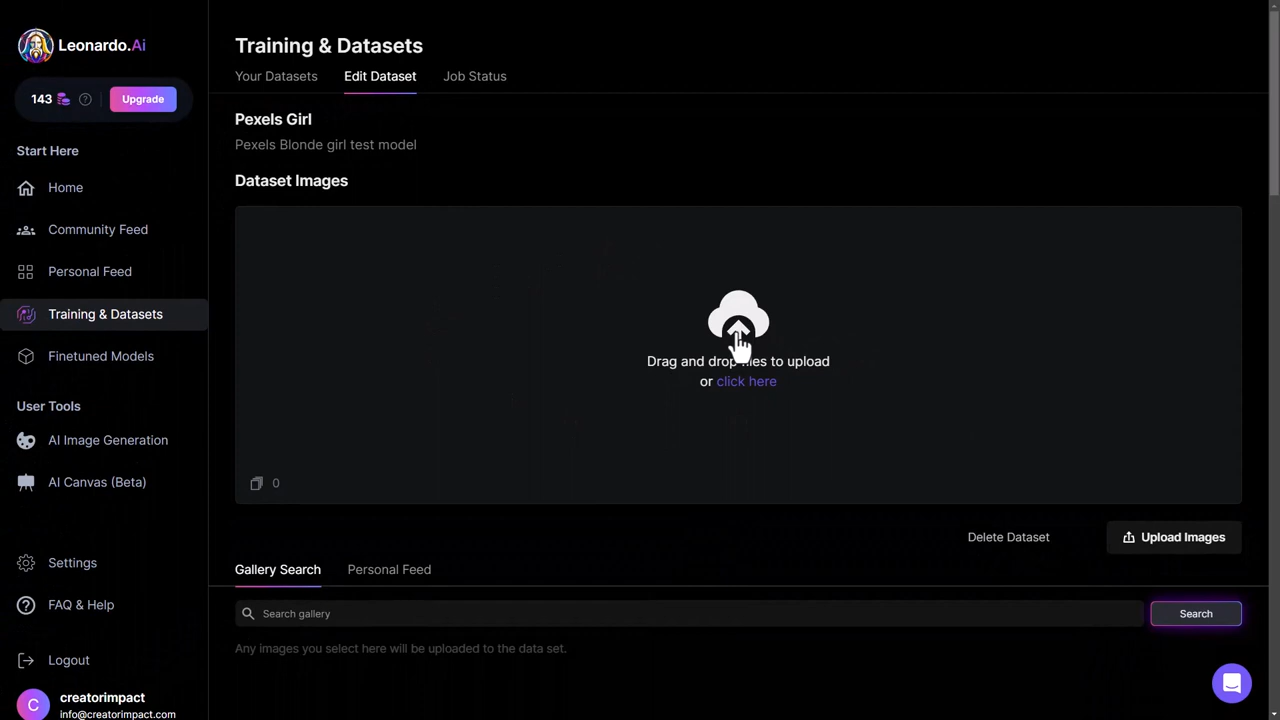 Leonardo.Ai
143
Upgrade
Start Here
Home
Community Feed
Personal Feed
Training & Datasets
Finetuned Models
User Tools
AI Image Generation
AI Canvas (Beta)
Settings
FAQ & Help
Logout
C
creatorimpact
info@creatorimpact.com
Training & Datasets
Your Datasets
Edit Dataset
Job Status
Pexels Girl
Pexels Blonde girl test model
Dataset Images
Drag and drop files to upload
or click here
0
Delete Dataset
Upload Images
Gallery Search
Personal Feed
Search gallery
Search
Any images you select here will be uploaded to the data set.